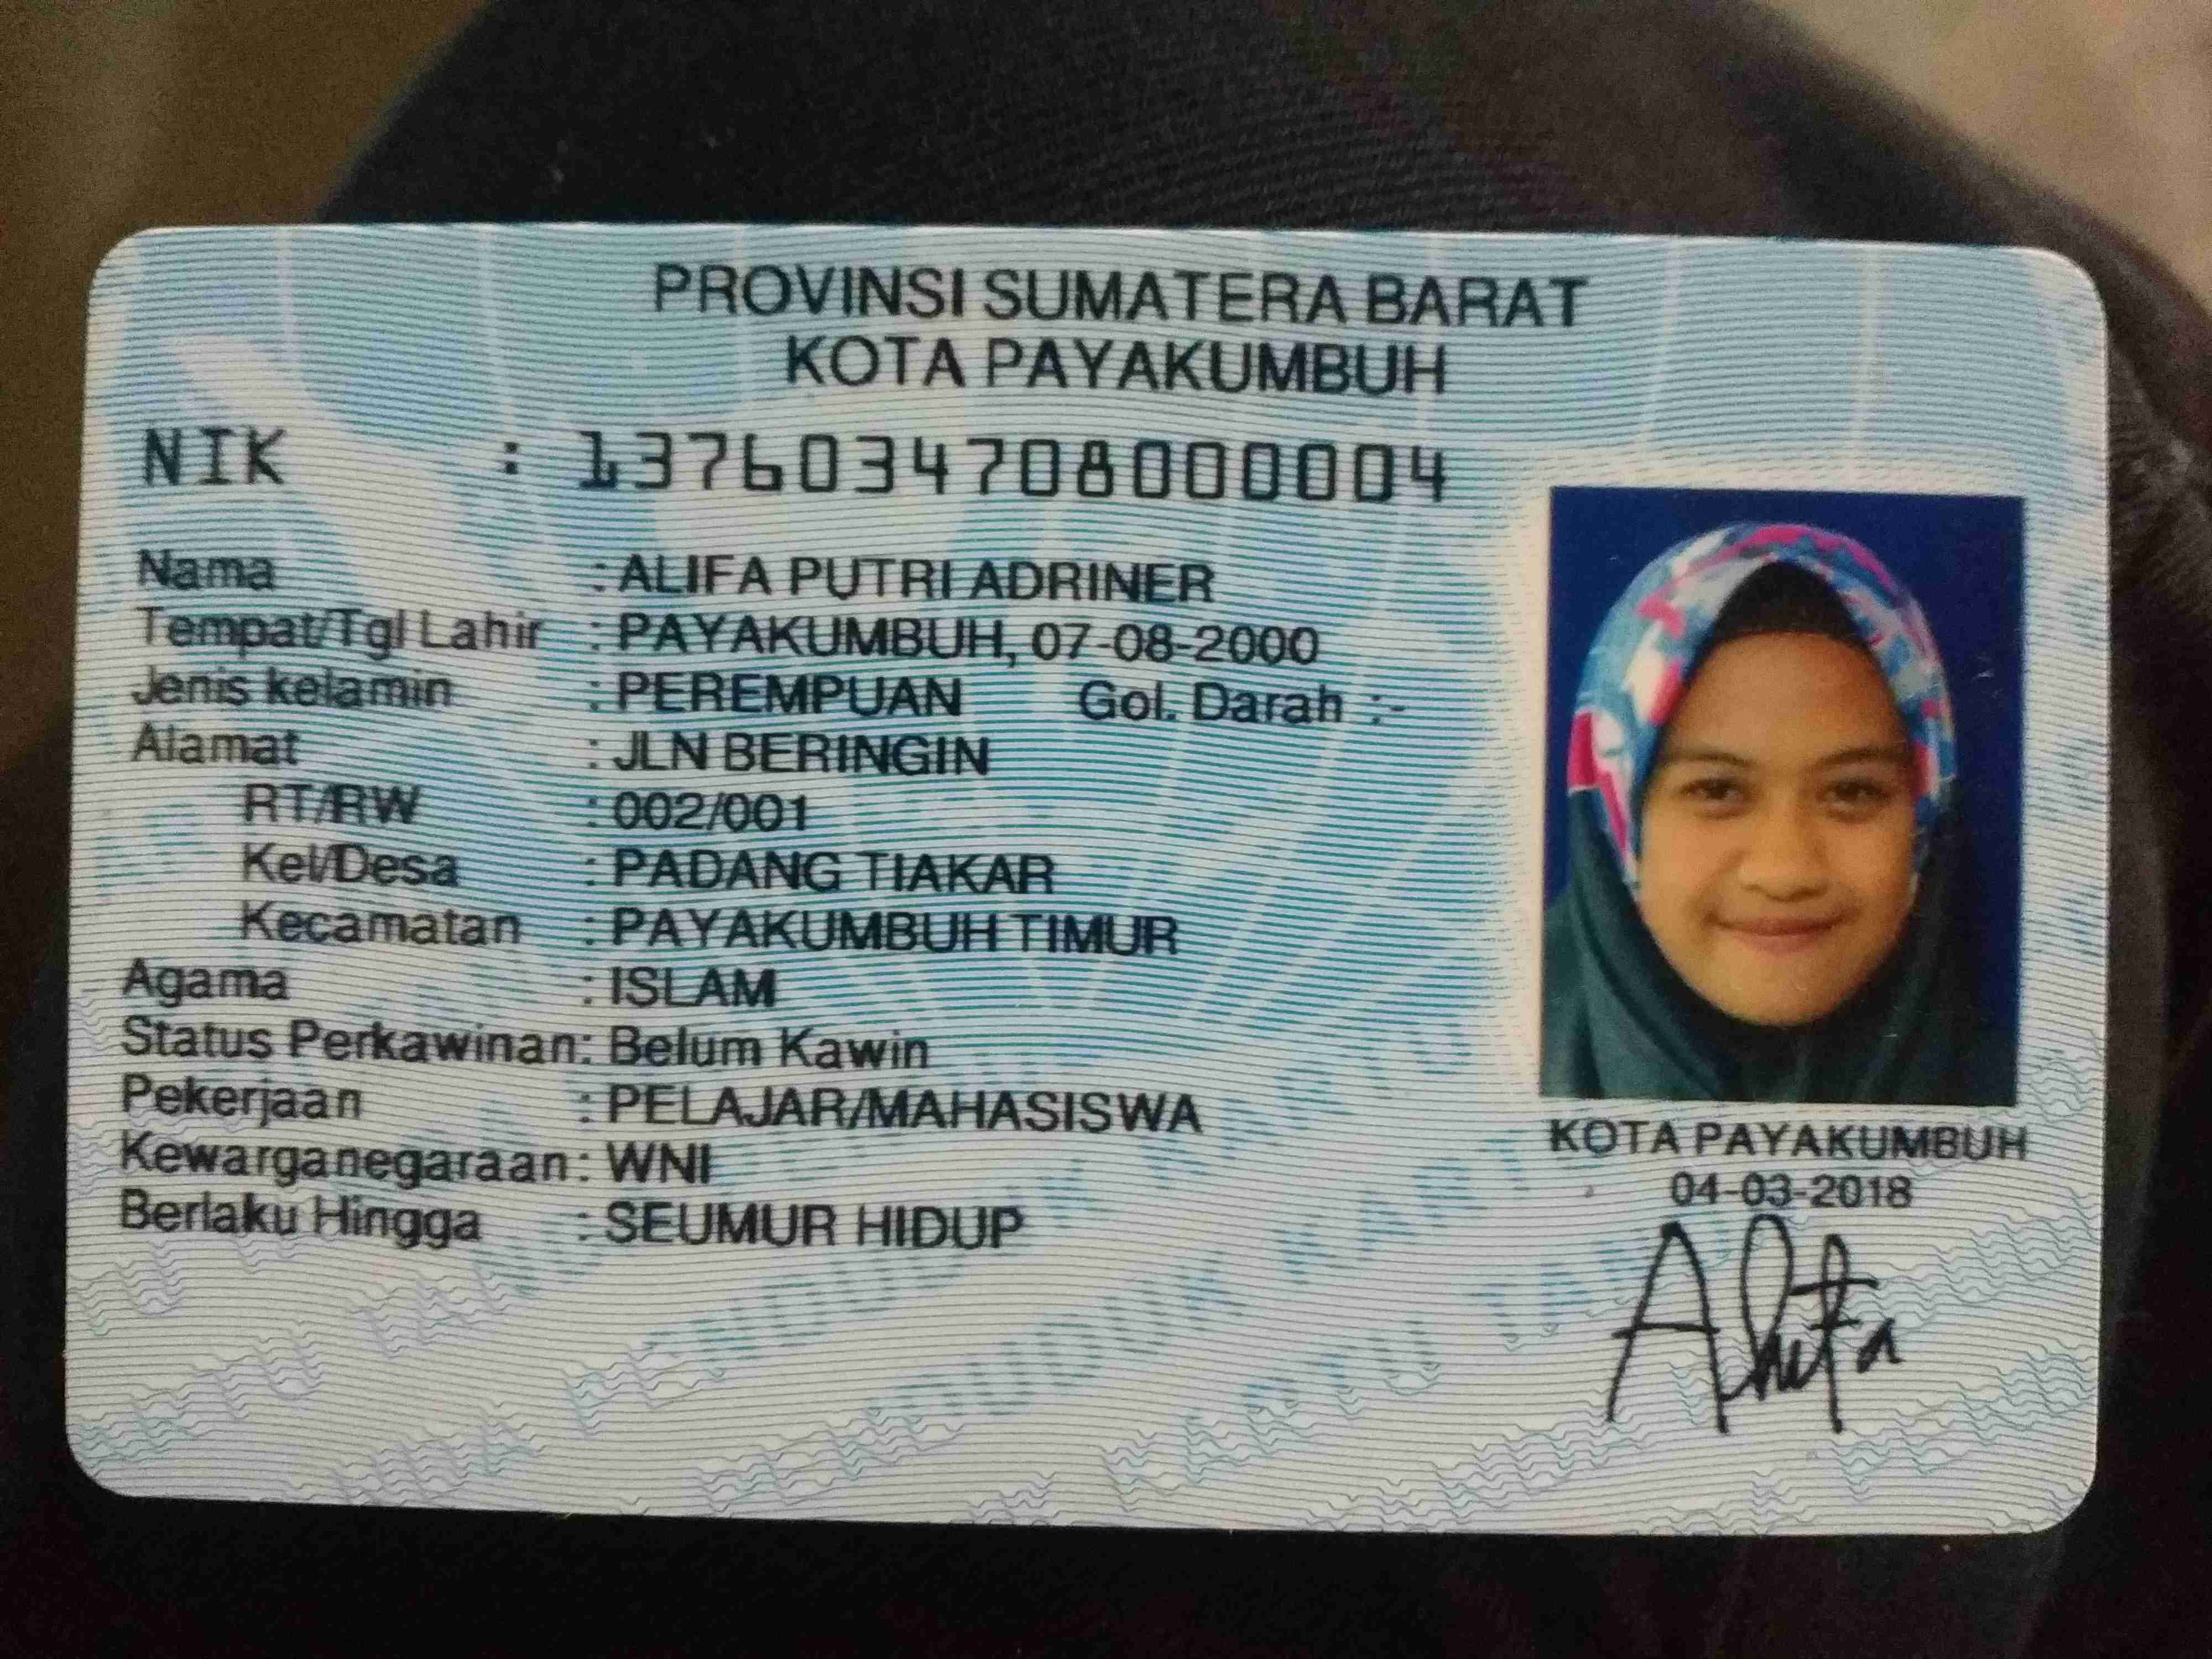 PROVINSI SUMATERA BARAT
KOTA PAYAKUMBUH
NIK : 1376034708000004
Nama : ALIFA PUTRI ADRINER
Tempat/Tgl Lahir : PAYAKUMBUH, 07-08-2000
Jenis kelamin : PEREMPUAN Gol. Darah :-
Alamat : JLN BERINGIN
RT/RW : 002/001
Kel/Desa : PADANG TIAKAR
Kecamatan : PAYAKUMBUH TIMUR
Agama : ISLAM
Status Perkawinan: Belum Kawin
Pekerjaan : PELAJAR/MAHASISWA
Kewarganegaraan: WNI
Berlaku Hingga : SEUMUR HIDUP
KOTA PAYAKUMBUH
04-03-2018